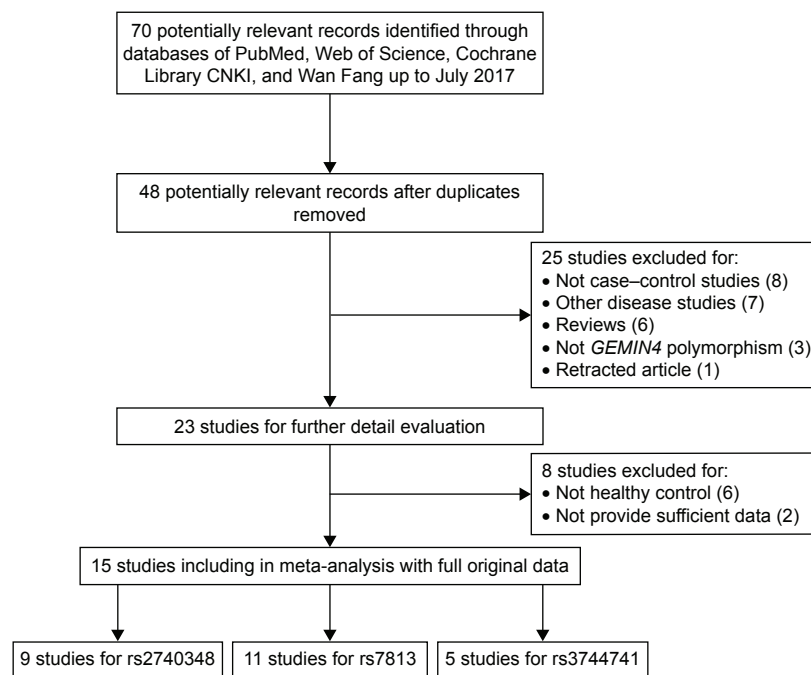 70 potentially relevant records identified through
databases of PubMed, Web of Science, Cochrane
Library CNKI, and Wan Fang up to July 2017
48 potentially relevant records after duplicates
removed
25 studies excluded for:
• Not case–control studies (8)
• Other disease studies (7)
• Reviews (6)
• Not GEMIN4 polymorphism (3)
• Retracted article (1)
23 studies for further detail evaluation
8 studies excluded for:
• Not healthy control (6)
• Not provide sufficient data (2)
15 studies including in meta-analysis with full original data
9 studies for rs2740348
11 studies for rs7813
5 studies for rs3744741